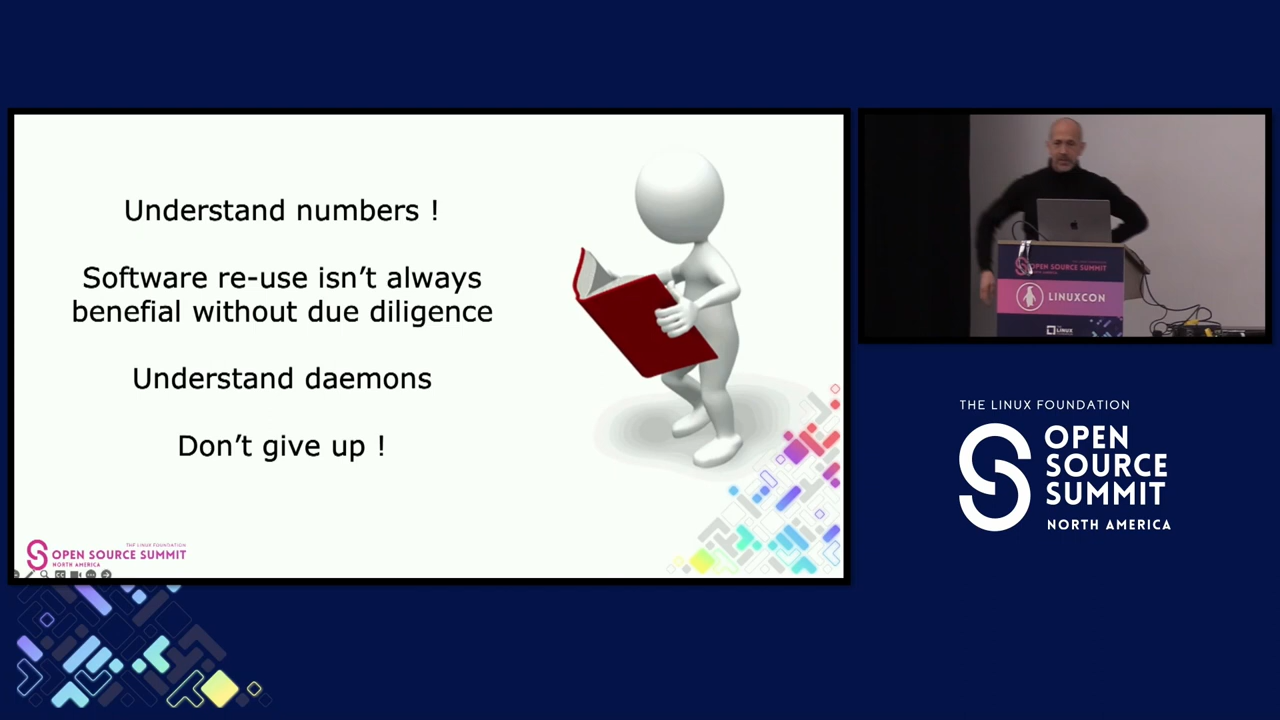 Understand numbers !
Software re-use isn’t always
benefial without due diligence
Understand daemons
Don’t give up !
THE LINUX FOUNDATION
OPEN SOURCE SUMMIT
NORTH AMERICA
OPEN SOURCE SUMMIT
LINUXCON
LINUX
THE LINUX FOUNDATION
OPEN
SOURCE
SUMMIT
NORTH AMERICA